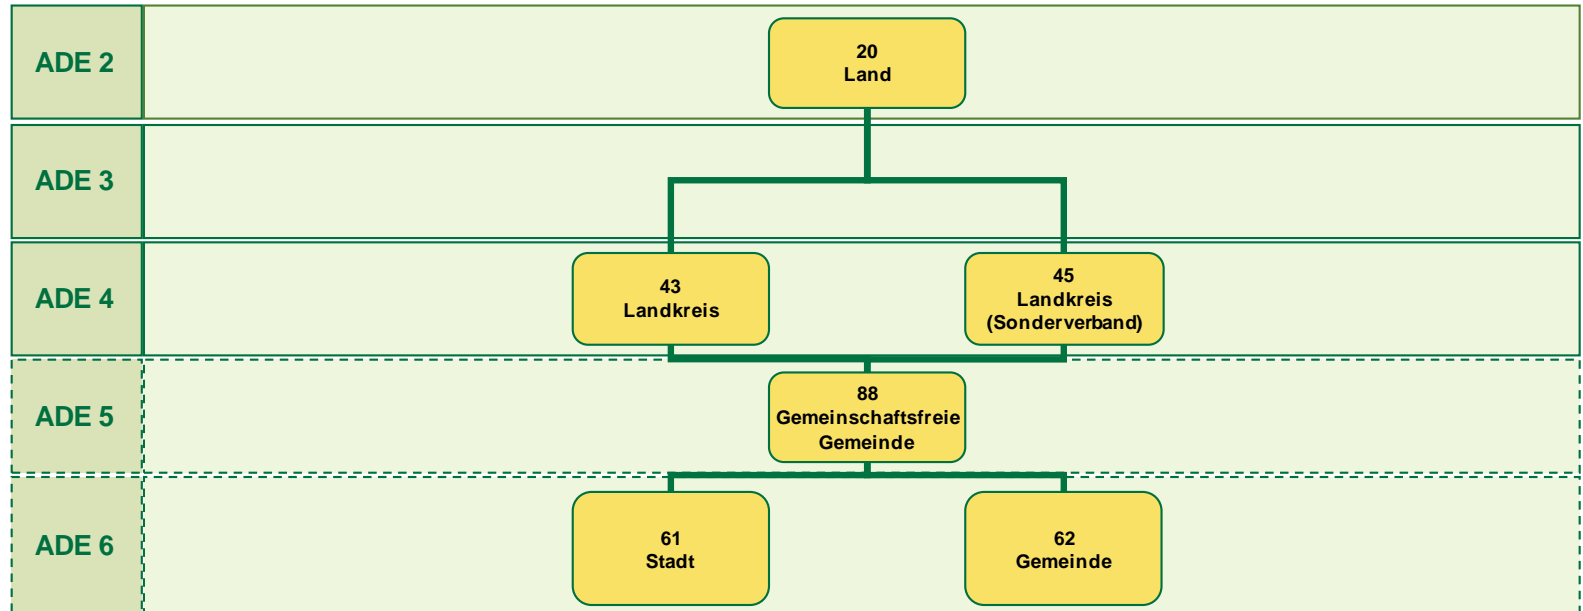 ADE 2
20
Land
ADE 3
ADE 4
43
Landkreis
45
Landkreis
(Sonderverband)
ADE 5
88
Gemeinschaftsfreie
Gemeinde
ADE 6
61
Stadt
62
Gemeinde